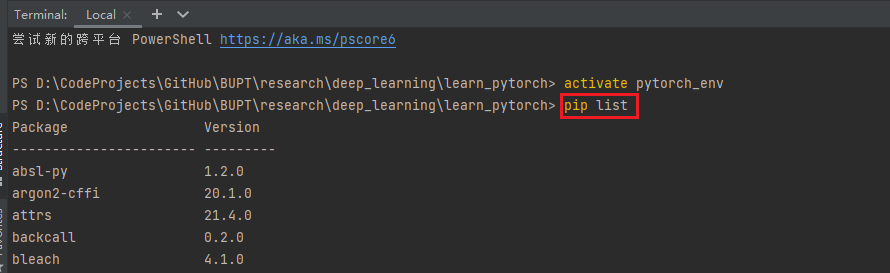 Terminal: Local × + ∨
尝试新的跨平台 PowerShell https://aka.ms/pscore6
PS D:\CodeProjects\GitHub\BUPT\research\deep_learning\learn_pytorch> activate pytorch_env
PS D:\CodeProjects\GitHub\BUPT\research\deep_learning\learn_pytorch> pip list
Package Version
----------------------- ---------
absl-py 1.2.0
argon2-cffi 20.1.0
attrs 21.4.0
backcall 0.2.0
bleach 4.1.0